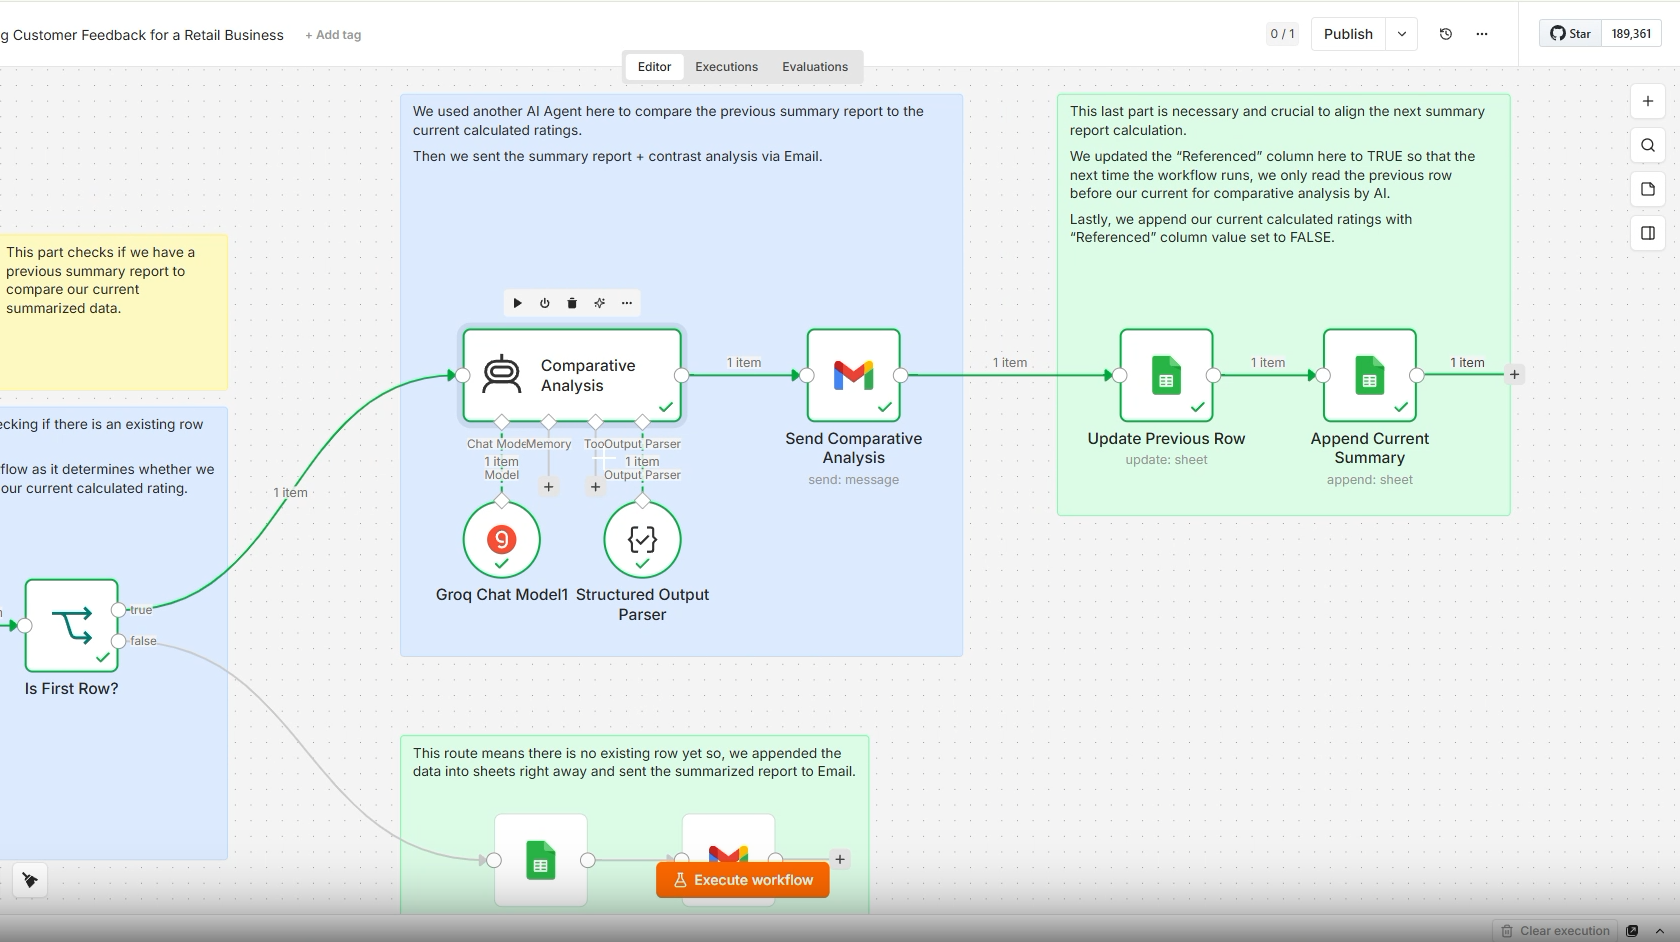 g Customer Feedback for a Retail Business
+ Add tag
0 / 1
Publish
Star
189,361
Editor
Executions
Evaluations
We used another AI Agent here to compare the previous summary report to the
current calculated ratings.
Then we sent the summary report + contrast analysis via Email.
This last part is necessary and crucial to align the next summary
report calculation.
We updated the “Referenced” column here to TRUE so that the
next time the workflow runs, we only read the previous row
before our current for comparative analysis by AI.
Lastly, we append our current calculated ratings with
“Referenced” column value set to FALSE.
This part checks if we have a
previous summary report to
compare our current
summarized data.
Comparative
Analysis
1 item
1 item
1 item
1 item
Chat Mode
Memory
Too
Output Parser
1 item
Model
1 item
Output Parser
Send Comparative
Analysis
send: message
Update Previous Row
update: sheet
Append Current
Summary
append: sheet
ecking if there is an existing row
flow as it determines whether we
our current calculated rating.
1 item
Groq Chat Model1
Structured Output
Parser
true
false
Is First Row?
This route means there is no existing row yet so, we appended the
data into sheets right away and sent the summarized report to Email.
Execute workflow
Clear execution